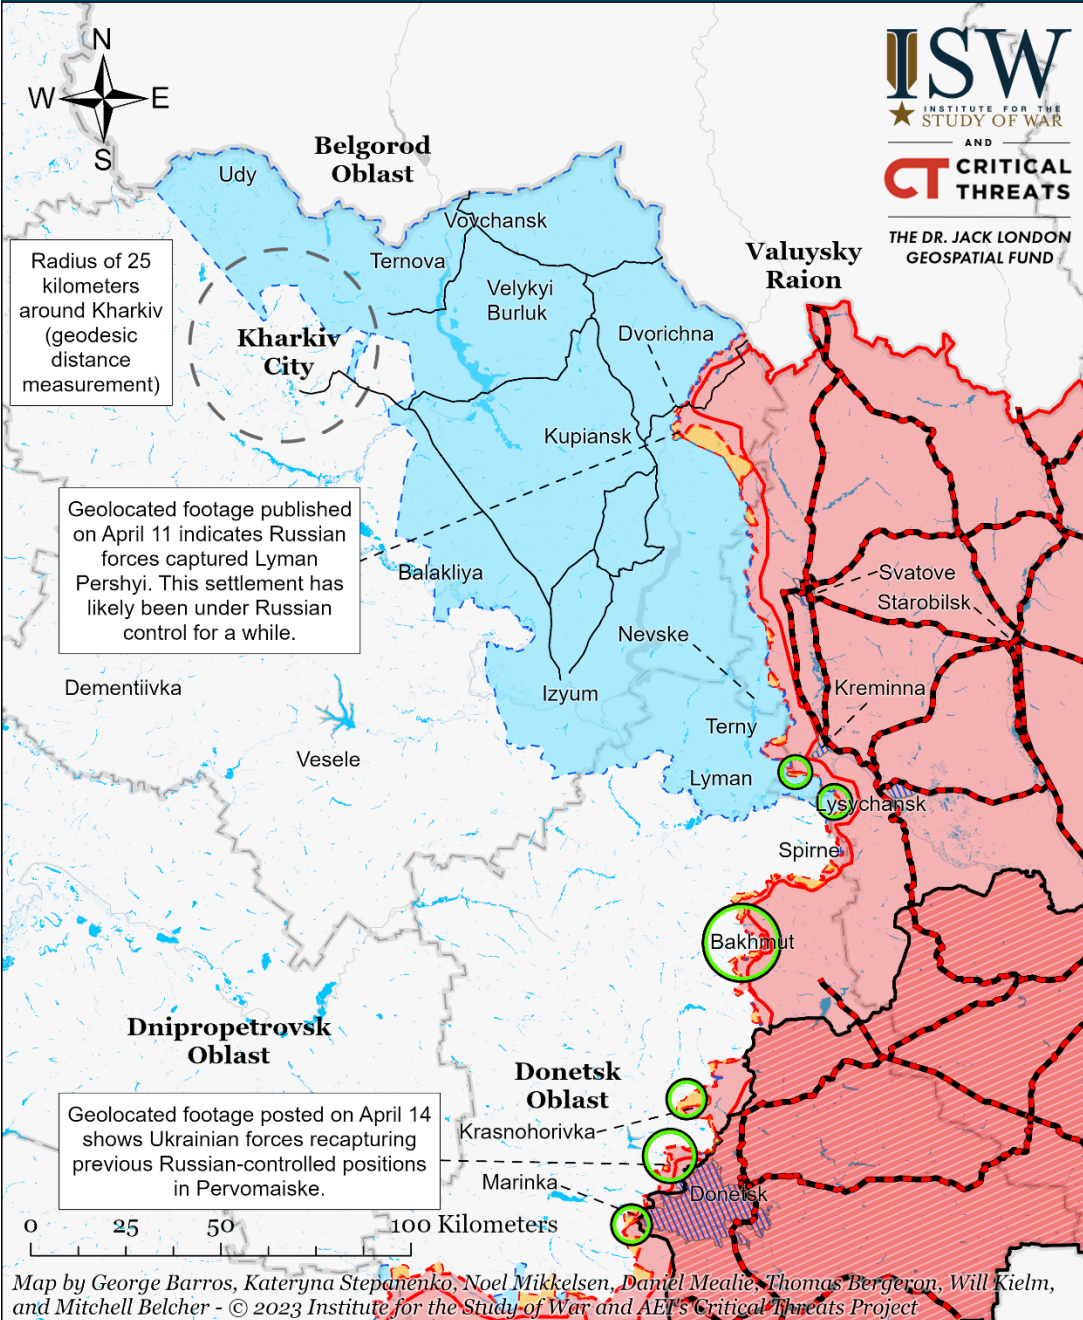 N
W
E
S
ISW
INSTITUTE FOR THE
STUDY OF WAR
AND
CT CRITICAL
THREATS
THE DR. JACK LONDON
GEOSPATIAL FUND
Belgorod
Oblast
Udy
Vovchansk
Ternova
Valuysky
Raion
Radius of 25
kilometers
around Kharkiv
(geodesic
distance
measurement)
Velykyi
Burluk
Kharkiv
City
Dvorichna
Kupiansk
Geolocated footage published
on April 11 indicates Russian
forces captured Lyman
Pershyi. This settlement has
likely been under Russian
control for a while.
Balakliya
Svatove
Starobilsk
Nevske
Dementiivka
Izyum
Kreminna
Terny
Vesele
Lyman
Lysychansk
Spirne
Bakhmut
Dnipropetrovsk
Oblast
Donetsk
Oblast
Geolocated footage posted on April 14
shows Ukrainian forces recapturing
previous Russian-controlled positions
in Pervomaiske.
Krasnohorivka
Marinka
Donetsk
0 25 50 100 Kilometers
Map by George Barros, Kateryna Stepanenko, Noel Mikkelsen, Daniel Mealie, Thomas Bergeron, Will Kielm,
and Mitchell Belcher - © 2023 Institute for the Study of War and AEI's Critical Threats Project